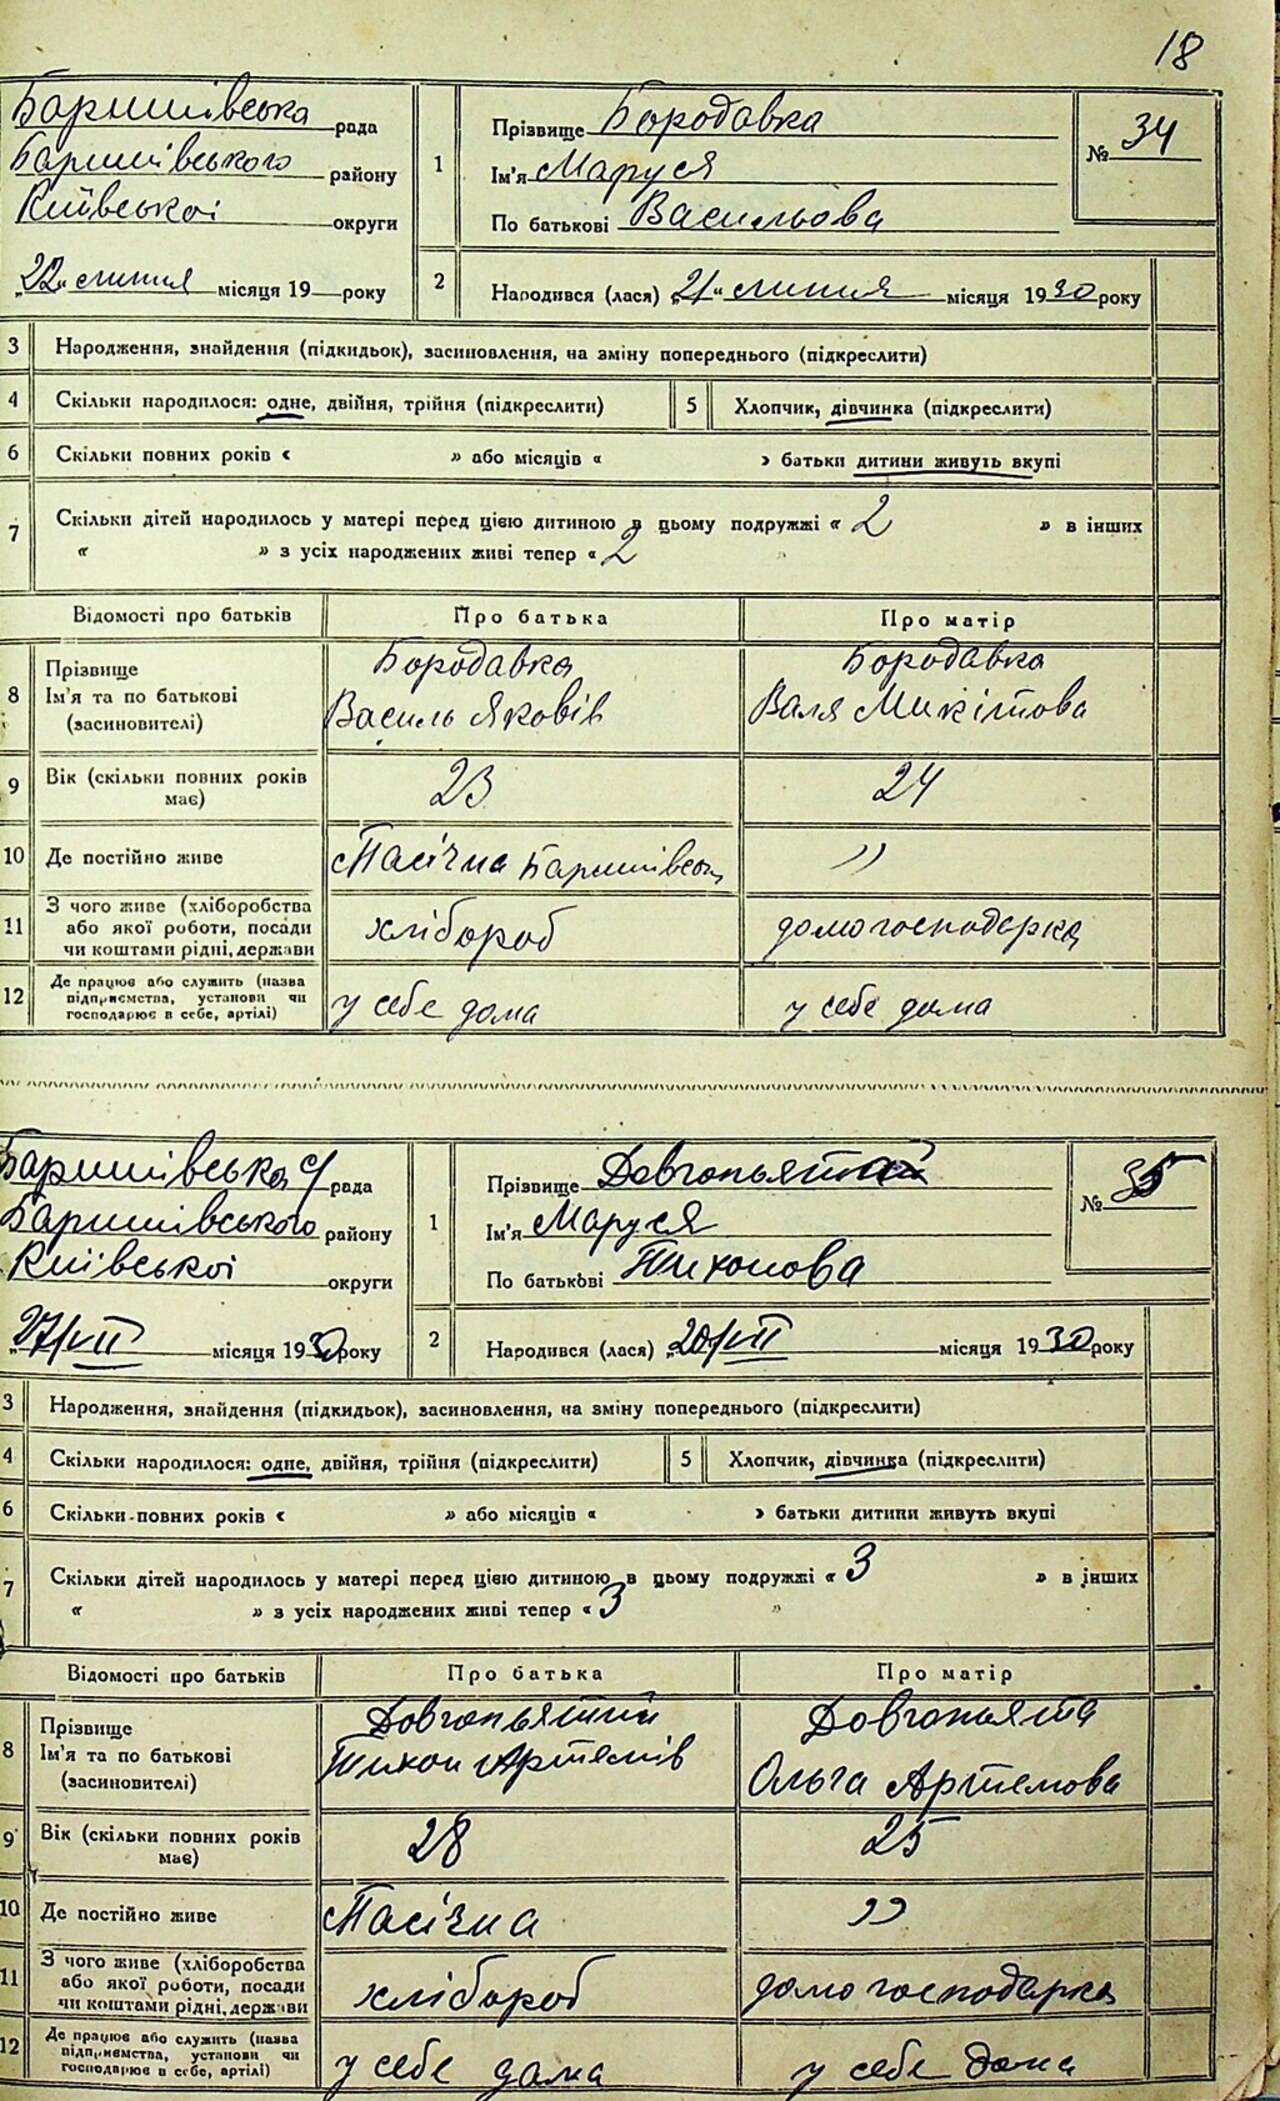 18
Баришівська рада
Баришівського району
Київської округи
„22“ липня місяця 19 року
1
Прізвище Бородавка
Ім'я Маруся
По батькові Васильова
№ 34
2
Народився (лася) „21“ липня місяця 1930 року
3 Народження, знайдення (підкидьок), засиновлення, на зміну попереднього (підкреслити)
4 Скільки народилося: одне, двійня, трійня (підкреслити) 5 Хлопчик, дівчинка (підкреслити)
6 Скільки повних років « » або місяців « » батьки дитини живуть вкупі
7 Скільки дітей народилось у матері перед цією дитиною в цьому подружжі « 2 » в інших
« » з усіх народжених живі тепер « 2 »
Відомості про батьків Про батька Про матір
8 Прізвище Бородавка Бородавка
Ім'я та по батькові Василь Яковів Валя Микітова
(засиновителі)
9 Вік (скільки повних років 23 24
має)
10 Де постійно живе Пасічна Баришівськ „
11 З чого живе (хліборобства
або якої роботи, посади хлібороб домогосподарка
чи коштами рідні, держави
12 Де працює або служить (назва
підприємства, установи чи у себе дома у себе дома
господарює в себе, артілі)
Баришівська с/рада
Баришівського району
Київської округи
„27/VII місяця 1930 року
1
Прізвище Довгопьятай
Ім'я Маруся
По батькові Тихонова
№ 35
2
Народився (лася) „20/VII місяця 1930 року
3 Народження, знайдення (підкидьок), засиновлення, на зміну попереднього (підкреслити)
4 Скільки народилося: одне, двійня, трійня (підкреслити) 5 Хлопчик, дівчинка (підкреслити)
6 Скільки повних років « » або місяців « » батьки дитини живуть вкупі
7 Скільки дітей народилось у матері перед цією дитиною в цьому подружжі « 3 » в інших
« » з усіх народжених живі тепер « 3 »
Відомості про батьків Про батька Про матір
8 Прізвище Довгопьятий Довгопьята
Ім'я та по батькові Тихон Артемів Ольга Артемова
(засиновителі)
9 Вік (скільки повних років 28 25
має)
10 Де постійно живе Пасічна „
11 З чого живе (хліборобства
або якої роботи, посади хлібороб домогосподарка
чи коштами рідні, держави
12 Де працює або служить (назва
підприємства, установи чи у себе дома у себе дома
господарює в себе, артілі)